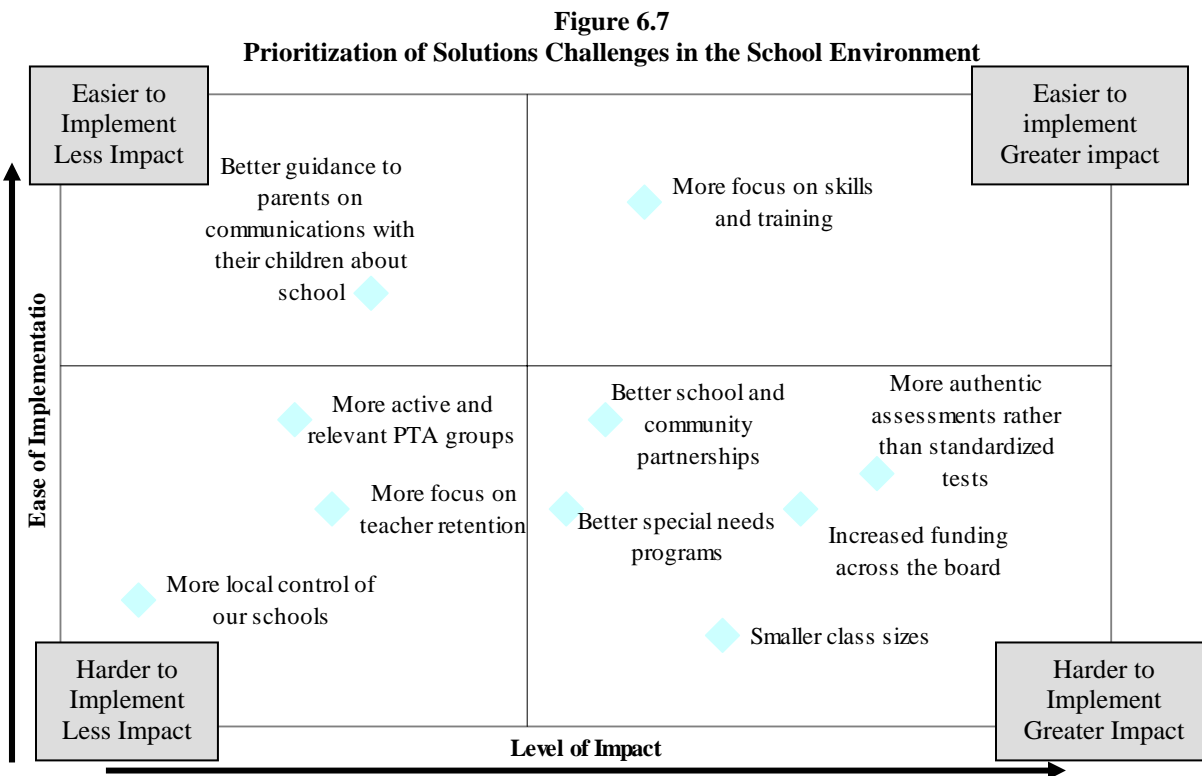 Figure 6.7
Prioritization of Solutions Challenges in the School Environment
Easier to
Implement
Less Impact
Easier to
implement
Greater impact
Better guidance to
parents on
communications with
their children about
school
More focus on skills
and training
Ease of Implementatio
More active and
relevant PTA groups
Better school and
community
partnerships
More authentic
assessments rather
than standardized
tests
More focus on
teacher retention
Better special needs
programs
Increased funding
across the board
More local control of
our schools
Smaller class sizes
Harder to
Implement
Less Impact
Harder to
Implement
Greater Impact
Level of Impact